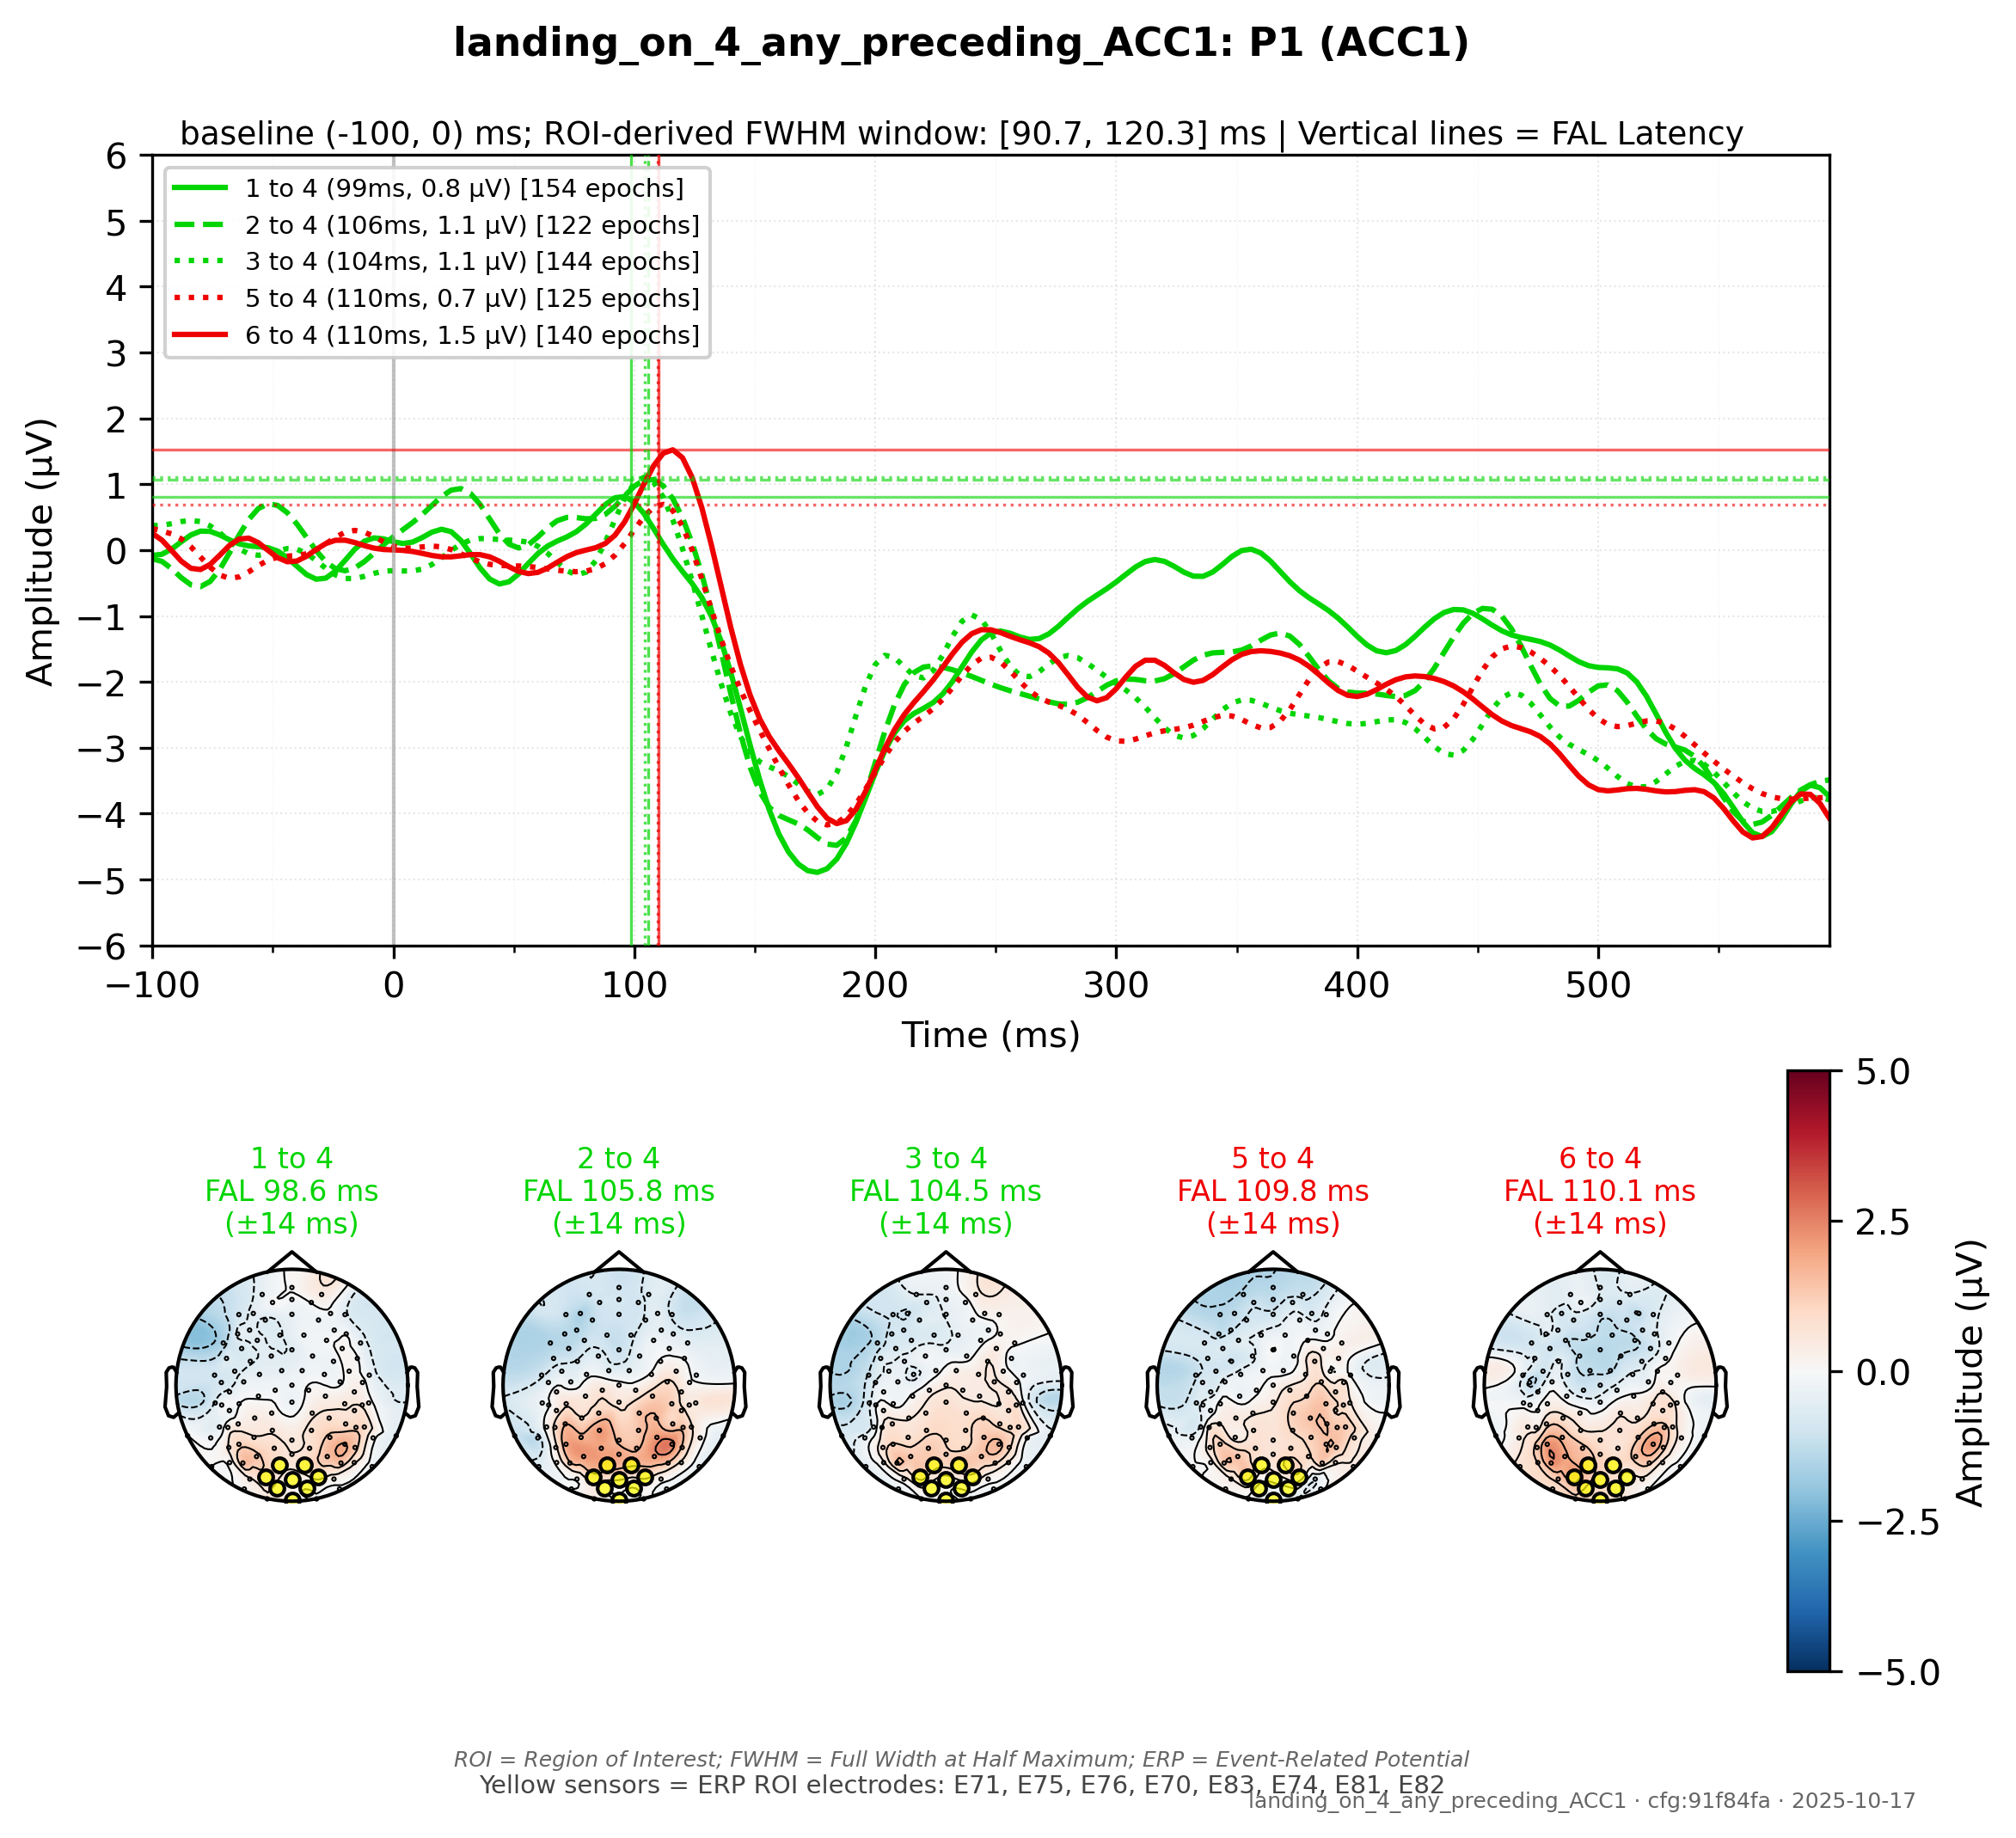 landing_on_4_any_preceding_ACC1: P1 (ACC1)
baseline (-100, 0) ms; ROI-derived FWHM window: [90.7, 120.3] ms | Vertical lines = FAL Latency
1 to 4 (99ms, 0.8 µV) [154 epochs]
2 to 4 (106ms, 1.1 µV) [122 epochs]
3 to 4 (104ms, 1.1 µV) [144 epochs]
5 to 4 (110ms, 0.7 µV) [125 epochs]
6 to 4 (110ms, 1.5 µV) [140 epochs]
Amplitude (µV)
6
5
4
3
2
1
0
−1
−2
−3
−4
−5
−6
−100 0 100 200 300 400 500
Time (ms)
1 to 4
FAL 98.6 ms
(±14 ms)
2 to 4
FAL 105.8 ms
(±14 ms)
3 to 4
FAL 104.5 ms
(±14 ms)
5 to 4
FAL 109.8 ms
(±14 ms)
6 to 4
FAL 110.1 ms
(±14 ms)
5.0
2.5
0.0
−2.5
−5.0
Amplitude (µV)
ROI = Region of Interest; FWHM = Full Width at Half Maximum; ERP = Event-Related Potential
Yellow sensors = ERP ROI electrodes: E71, E75, E76, E70, E83, E74, E81, E82
landing_on_4_any_preceding_ACC1 · cfg:91f84fa · 2025-10-17